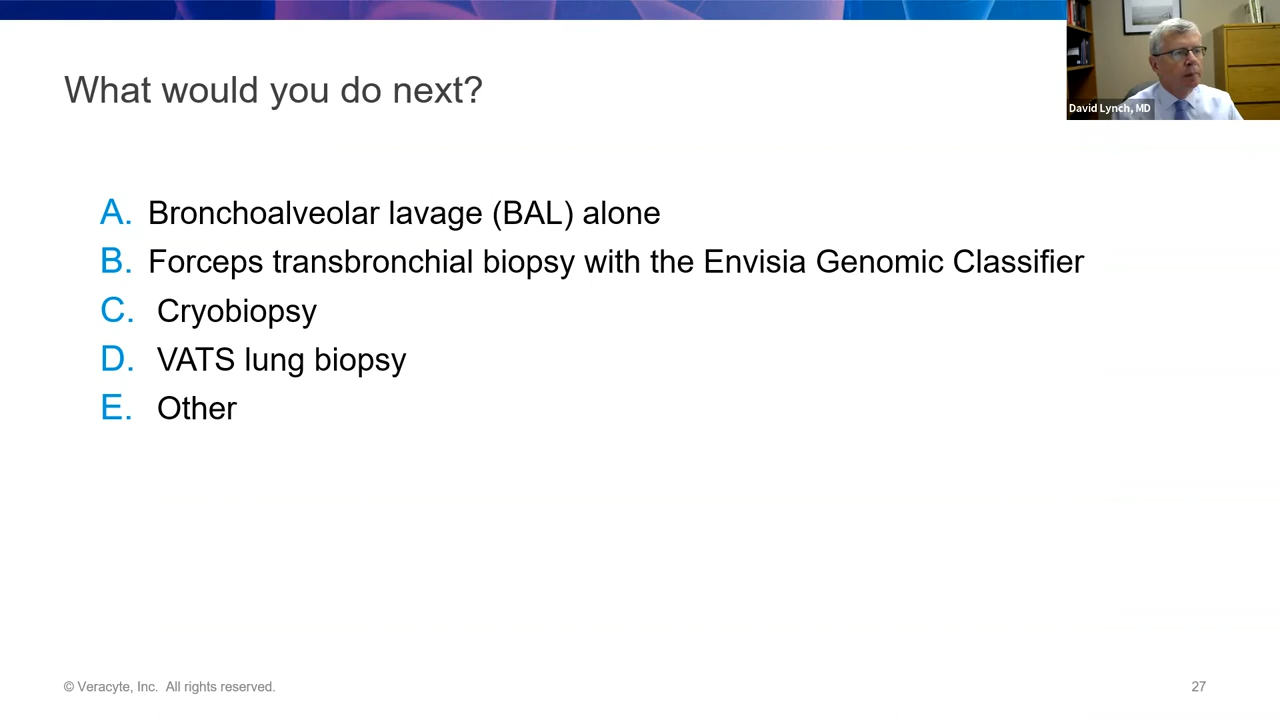 What would you do next?
David Lynch, MD
A. Bronchoalveolar lavage (BAL) alone
B. Forceps transbronchial biopsy with the Envisia Genomic Classifier
C. Cryobiopsy
D. VATS lung biopsy
E. Other
© Veracyte, Inc. All rights reserved.
27